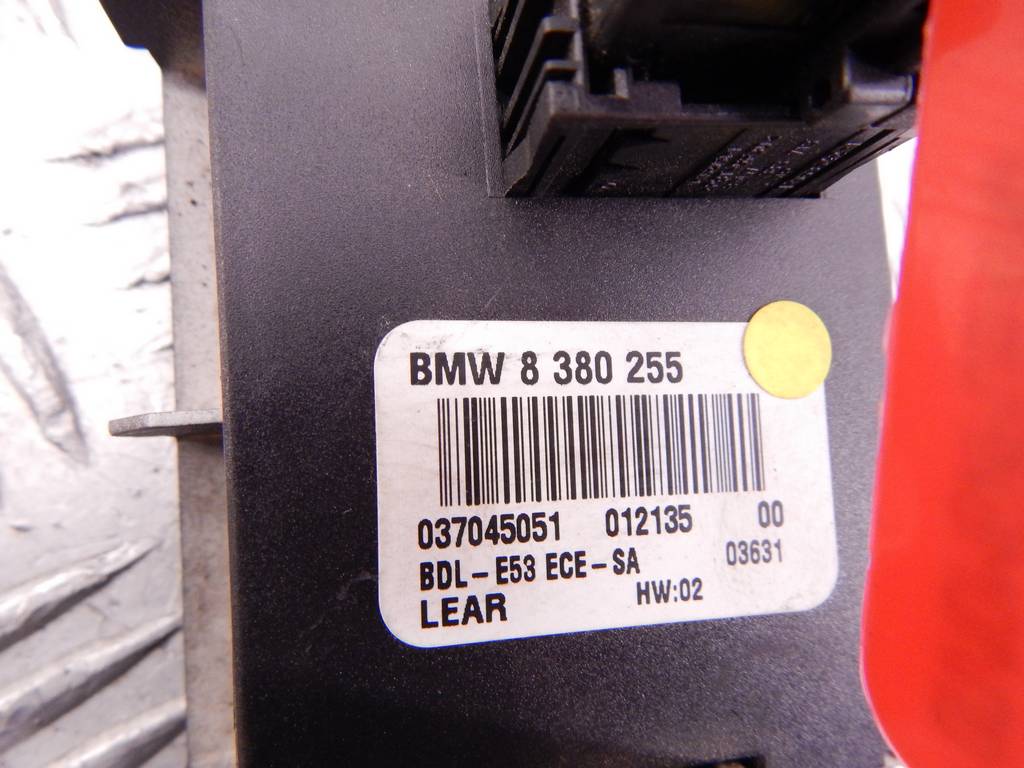 BMW 8 380 255
037045051 012135 00
BDL-E53 ECE-SA 03631
LEAR HW:02